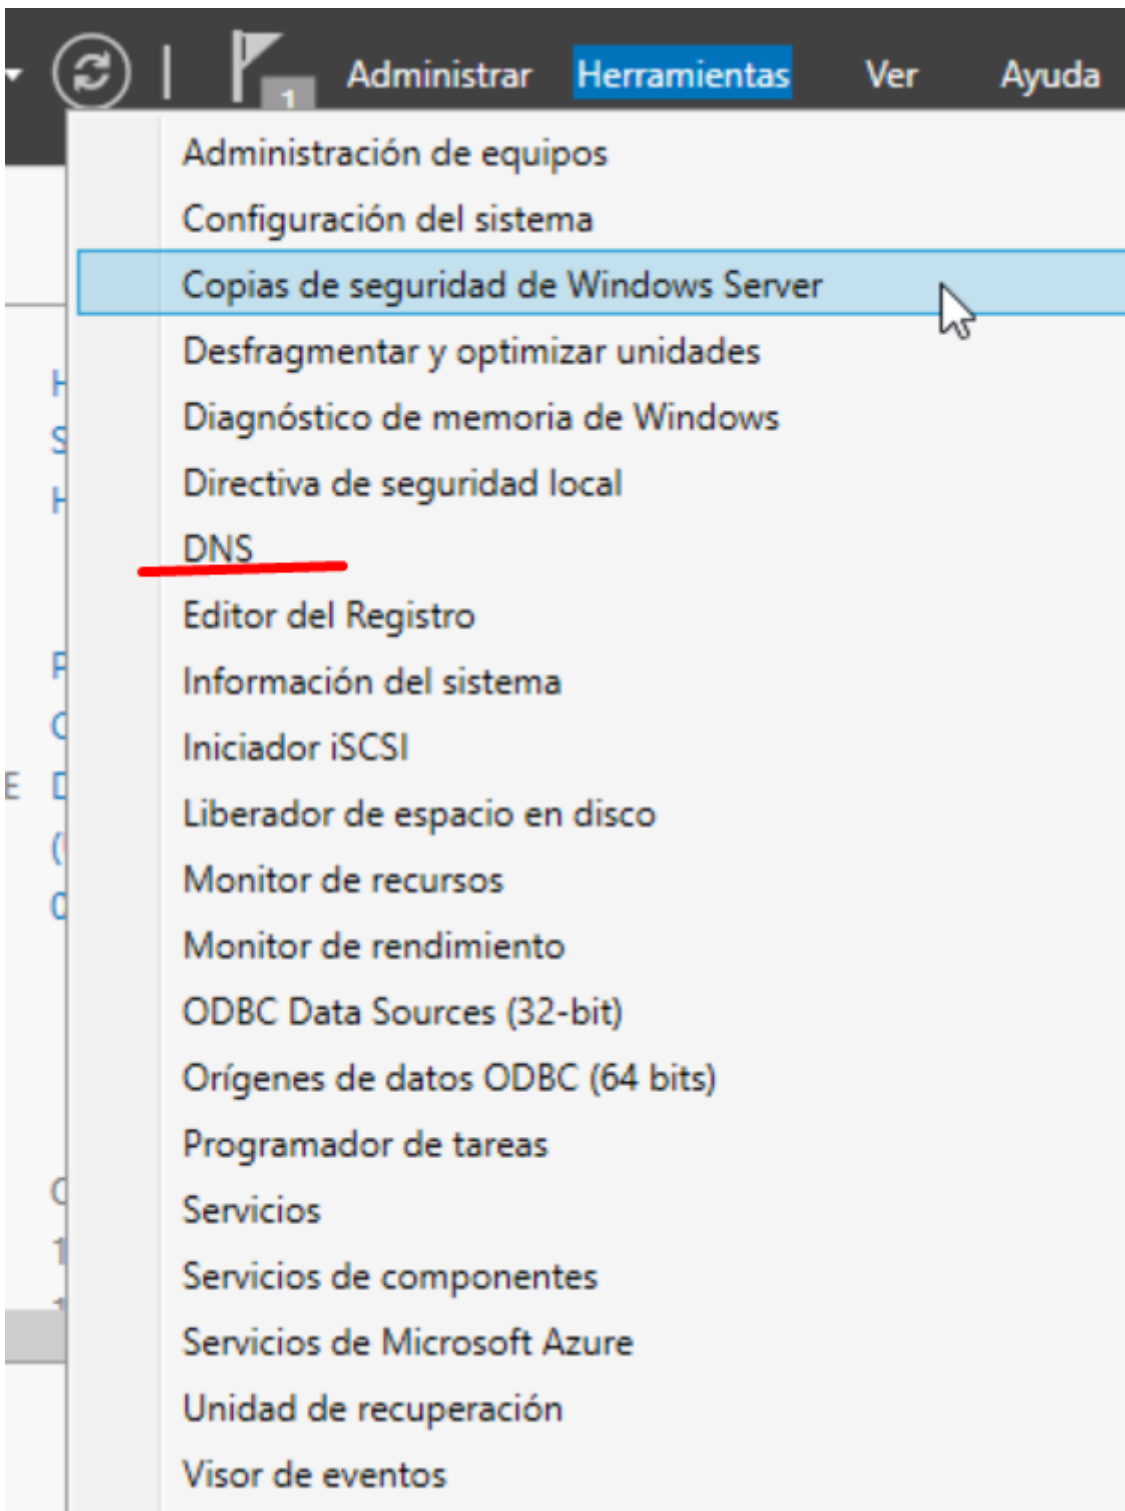 1
Administrar Herramientas Ver Ayuda
Administración de equipos
Configuración del sistema
Copias de seguridad de Windows Server
Desfragmentar y optimizar unidades
Diagnóstico de memoria de Windows
Directiva de seguridad local
DNS
Editor del Registro
Información del sistema
Iniciador iSCSI
Liberador de espacio en disco
Monitor de recursos
Monitor de rendimiento
ODBC Data Sources (32-bit)
Orígenes de datos ODBC (64 bits)
Programador de tareas
Servicios
Servicios de componentes
Servicios de Microsoft Azure
Unidad de recuperación
Visor de eventos